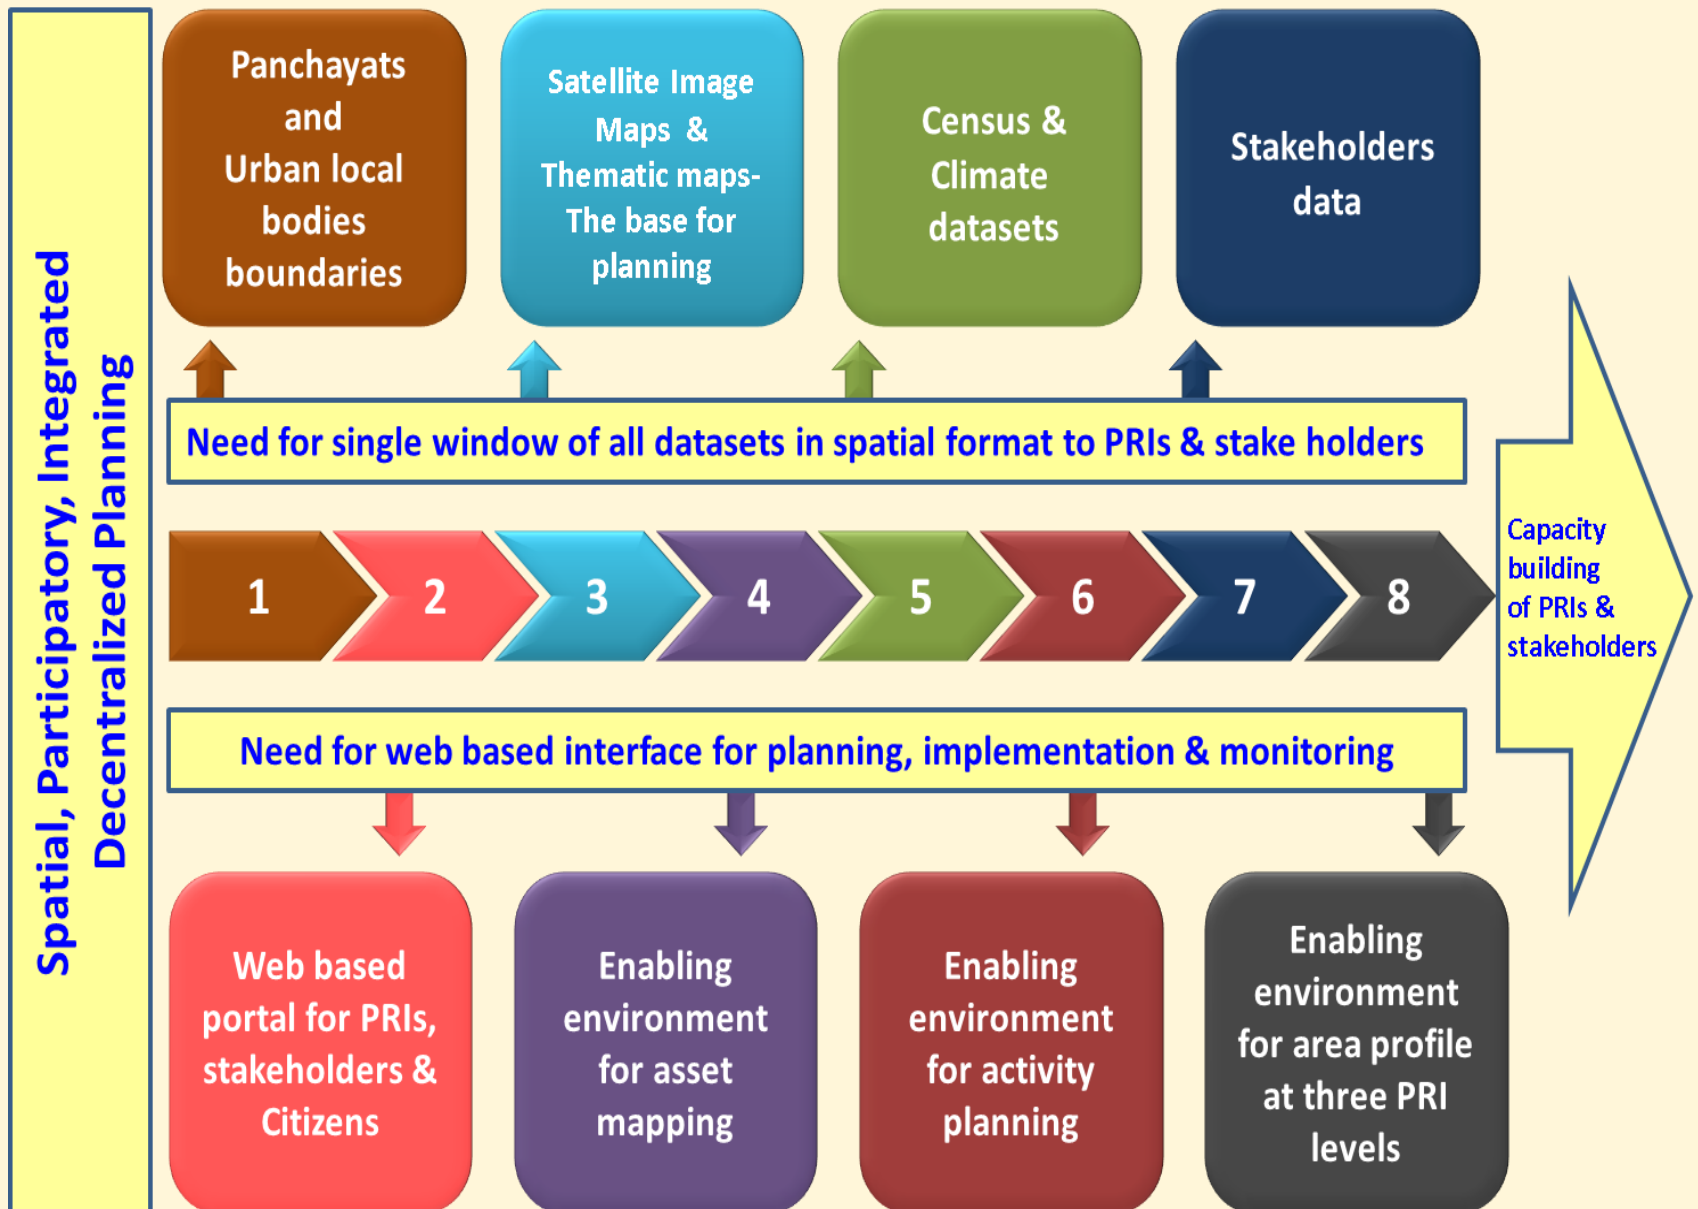 Spatial, Participatory, Integrated
Decentralized Planning
Panchayats
and
Urban local
bodies
boundaries
Satellite Image
Maps &
Thematic maps-
The base for
planning
Census &
Climate
datasets
Stakeholders
data
Need for single window of all datasets in spatial format to PRIs & stake holders
1
2
3
4
5
6
7
8
Capacity
building
of PRIs &
stakeholders
Need for web based interface for planning, implementation & monitoring
Web based
portal for PRIs,
stakeholders &
Citizens
Enabling
environment
for asset
mapping
Enabling
environment
for activity
planning
Enabling
environment
for area profile
at three PRI
levels